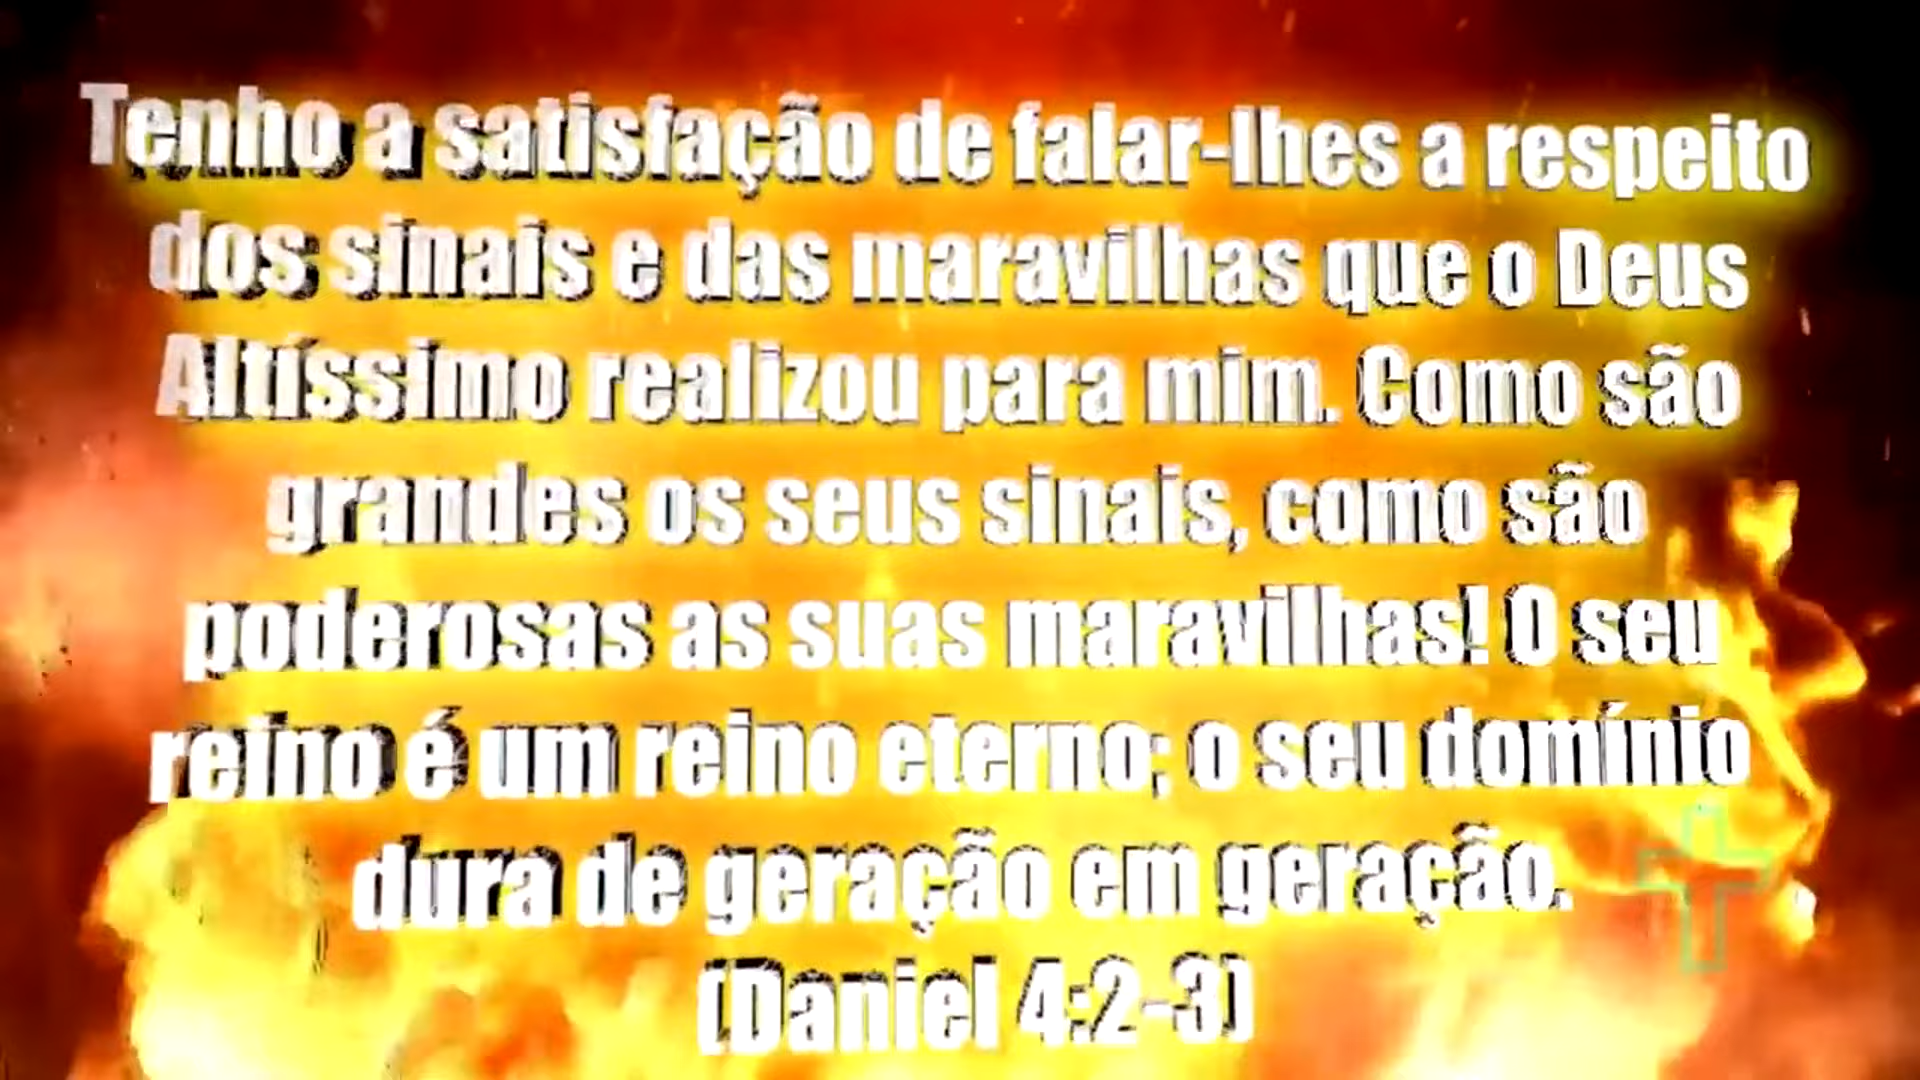 Tenho a satisfação de falar-lhes a respeito
dos sinais e das maravilhas que o Deus
Altíssimo realizou para mim. Como são
grandes os seus sinais, como são
poderosas as suas maravilhas! O seu
reino é um reino eterno; o seu domínio
dura de geração em geração.
(Daniel 4:2-3)